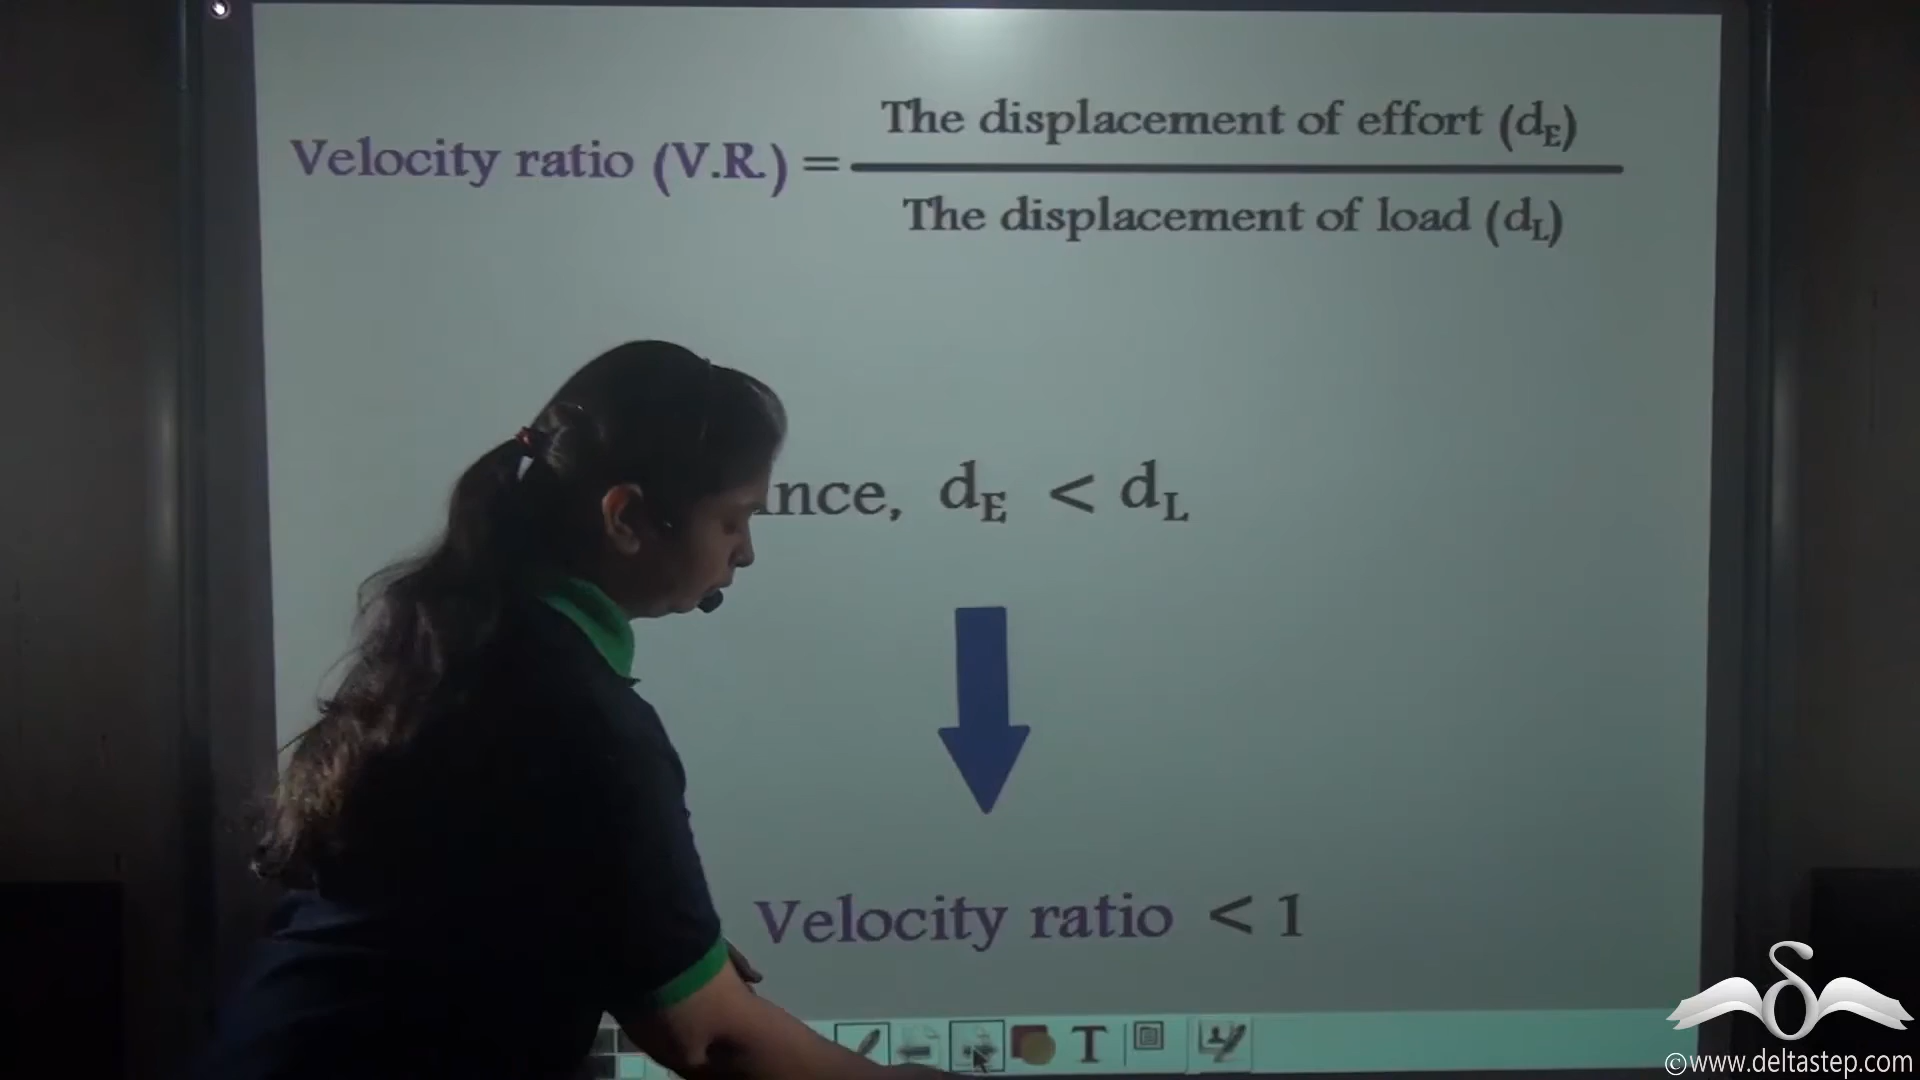 The displacement of effort (dE)
Velocity ratio (V.R.) =
The displacement of load (dL)
ince, dE < dL
Velocity ratio < 1
T
©www.deltastep.com